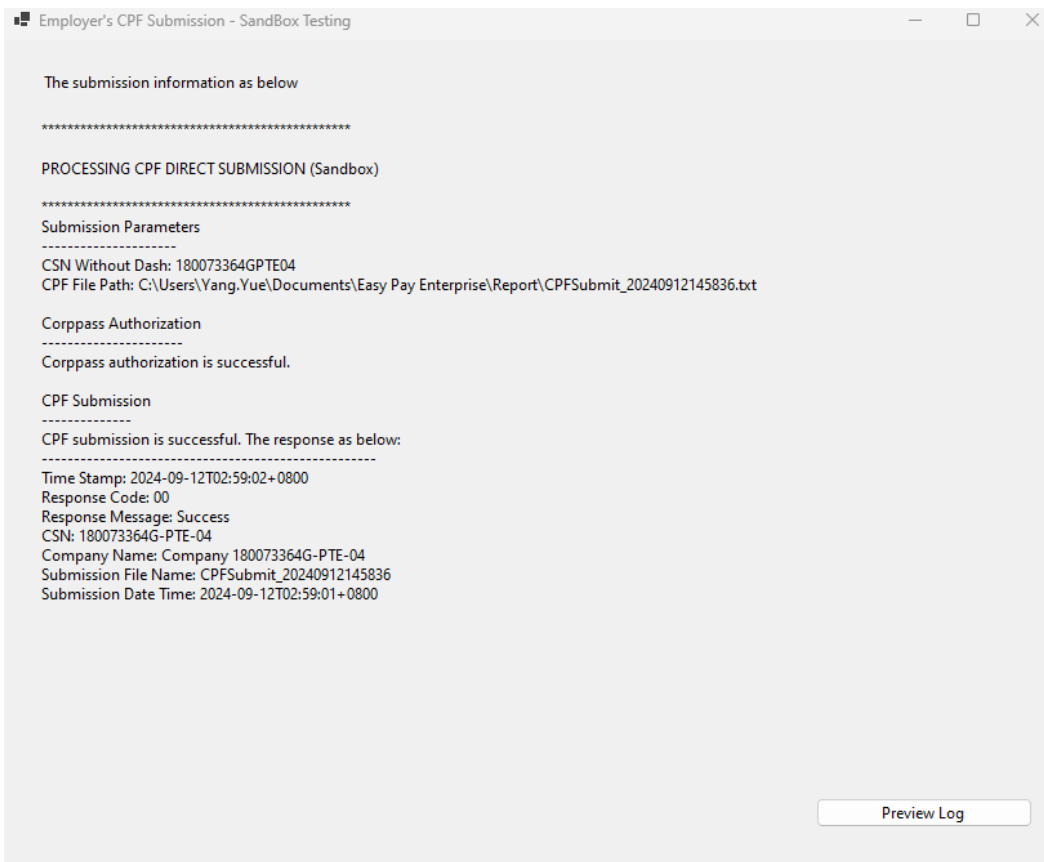 Employer's CPF Submission - SandBox Testing
The submission information as below
************************************************
PROCESSING CPF DIRECT SUBMISSION (Sandbox)
************************************************
Submission Parameters
---------------------
CSN Without Dash: 180073364GPTE04
CPF File Path: C:\Users\Yang.Yue\Documents\Easy Pay Enterprise\Report\CPFSubmit_20240912145836.txt
Corppass Authorization
----------------------
Corppass authorization is successful.
CPF Submission
--------------
CPF submission is successful. The response as below:
----------------------------------------------------
Time Stamp: 2024-09-12T02:59:02+0800
Response Code: 00
Response Message: Success
CSN: 180073364G-PTE-04
Company Name: Company 180073364G-PTE-04
Submission File Name: CPFSubmit_20240912145836
Submission Date Time: 2024-09-12T02:59:01+0800
Preview Log